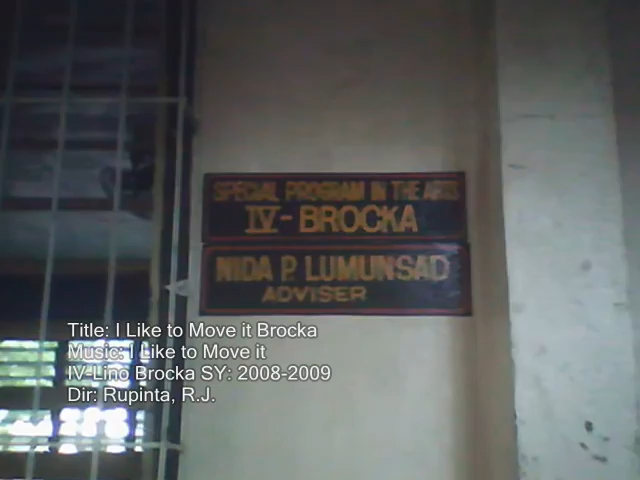 SPECIAL PROGRAM IN THE ARTS
IV - BROCKA
NIDA P. LUMUNSAD
ADVISER
Title: I Like to Move it Brocka
Music: I Like to Move it
IV-Lino Brocka SY: 2008-2009
Dir: Rupinta, R.J.